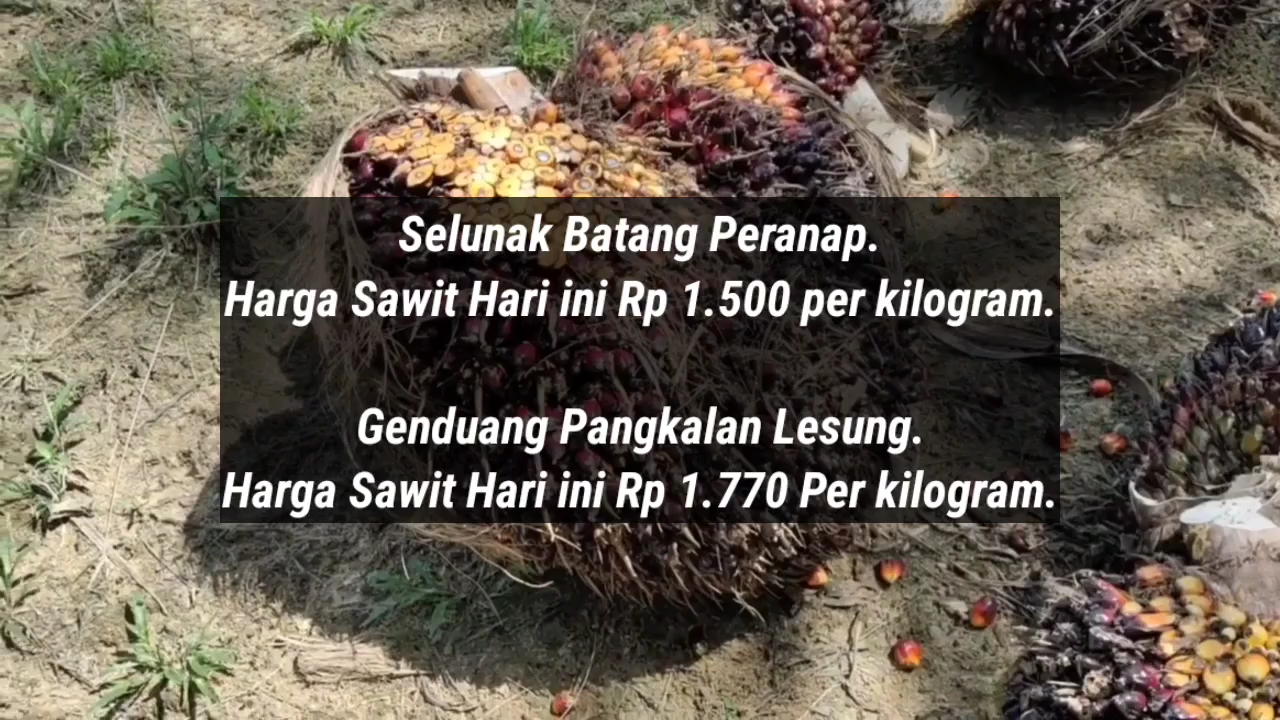 Selunak Batang Peranap.
Harga Sawit Hari ini Rp 1.500 per kilogram.
Genduang Pangkalan Lesung.
Harga Sawit Hari ini Rp 1.770 Per kilogram.